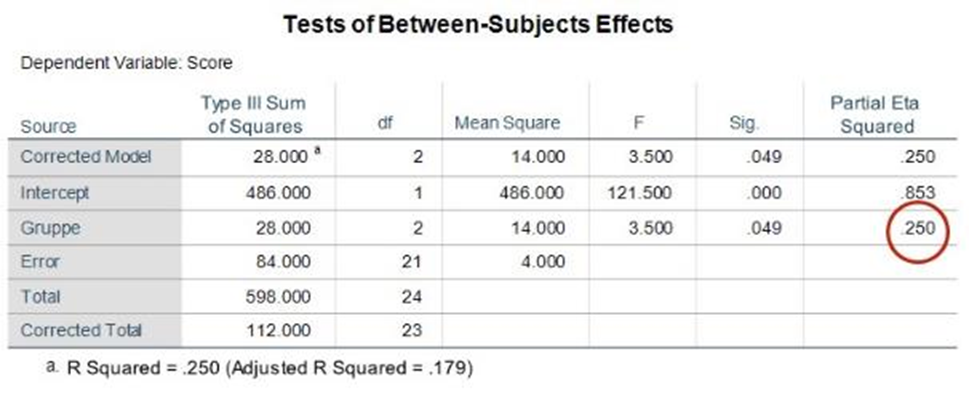 Tests of Between-Subjects Effects
Dependent Variable: Score
Source Type III Sum of Squares df Mean Square F Sig. Partial Eta Squared
Corrected Model 28.000 a 2 14.000 3.500 .049 .250
Intercept 486.000 1 486.000 121.500 .000 .853
Gruppe 28.000 2 14.000 3.500 .049 .250
Error 84.000 21 4.000
Total 598.000 24
Corrected Total 112.000 23
a. R Squared = .250 (Adjusted R Squared = .179)